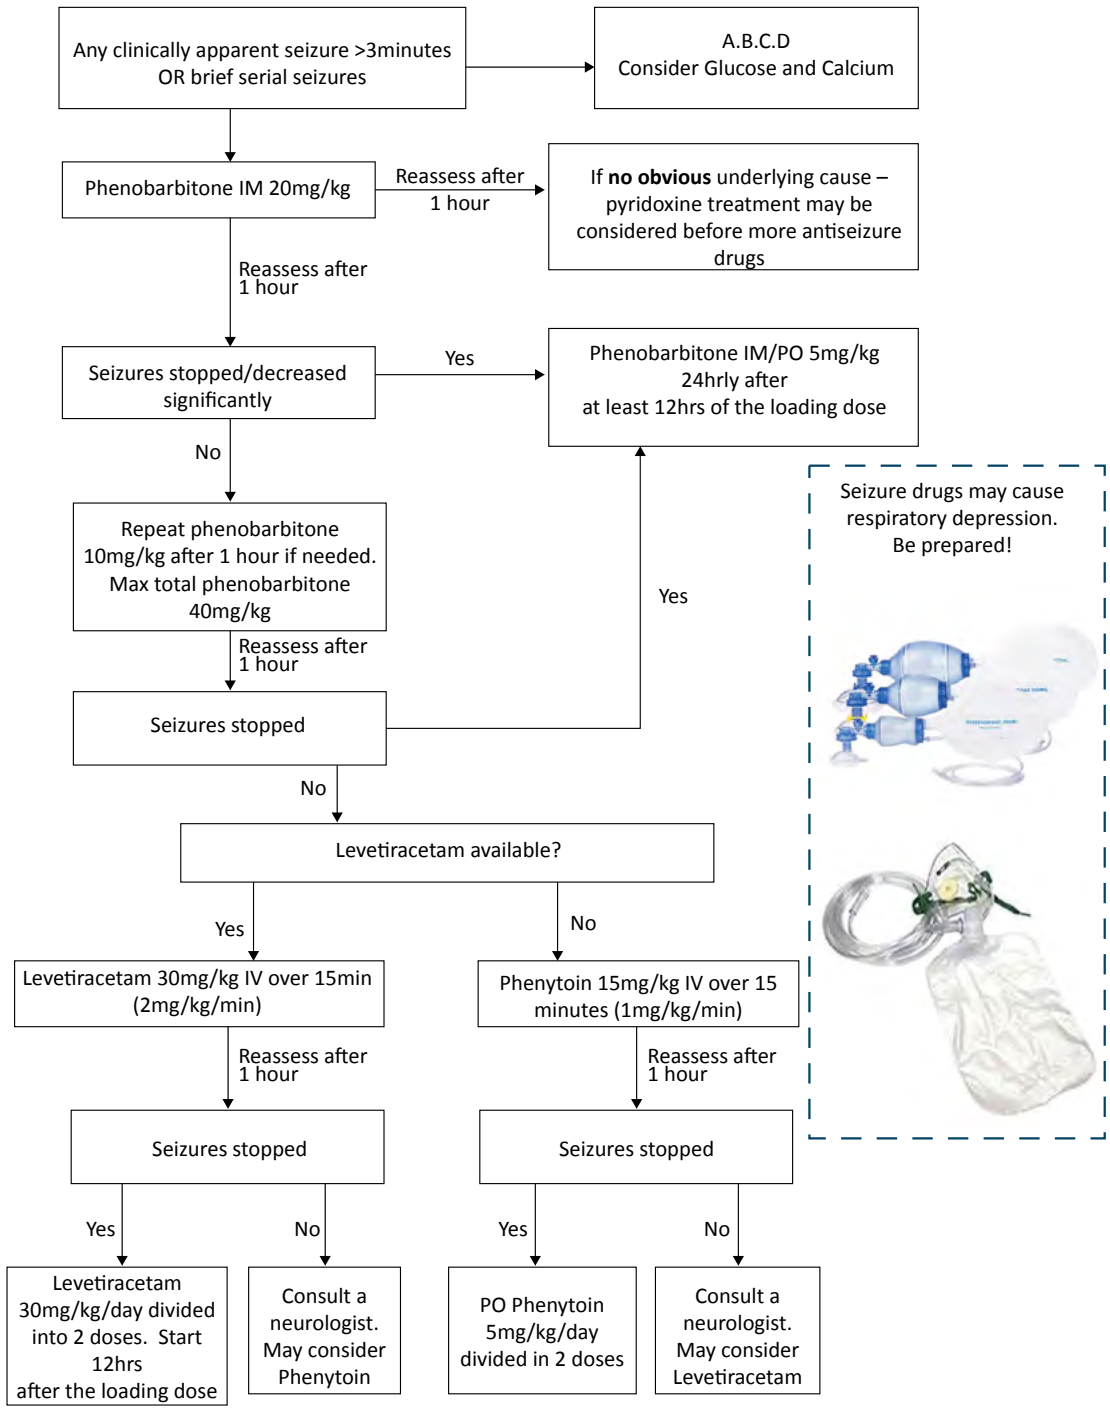 Any clinically apparent seizure >3minutes
OR brief serial seizures
A.B.C.D
Consider Glucose and Calcium
Phenobarbitone IM 20mg/kg
Reassess after
1 hour
If no obvious underlying cause –
pyridoxine treatment may be
considered before more antiseizure
drugs
Reassess after
1 hour
Seizures stopped/decreased
significantly
Yes
Phenobarbitone IM/PO 5mg/kg
24hrly after
at least 12hrs of the loading dose
No
Repeat phenobarbitone
10mg/kg after 1 hour if needed.
Max total phenobarbitone
40mg/kg
Yes
Seizure drugs may cause
respiratory depression.
Be prepared!
Reassess after
1 hour
Seizures stopped
No
Levetiracetam available?
Yes
No
Levetiracetam 30mg/kg IV over 15min
(2mg/kg/min)
Phenytoin 15mg/kg IV over 15
minutes (1mg/kg/min)
Reassess after
1 hour
Reassess after
1 hour
Seizures stopped
Seizures stopped
Yes
No
Yes
No
Levetiracetam
30mg/kg/day divided
into 2 doses. Start
12hrs
after the loading dose
Consult a
neurologist.
May consider
Phenytoin
PO Phenytoin
5mg/kg/day
divided in 2 doses
Consult a
neurologist.
May consider
Levetiracetam